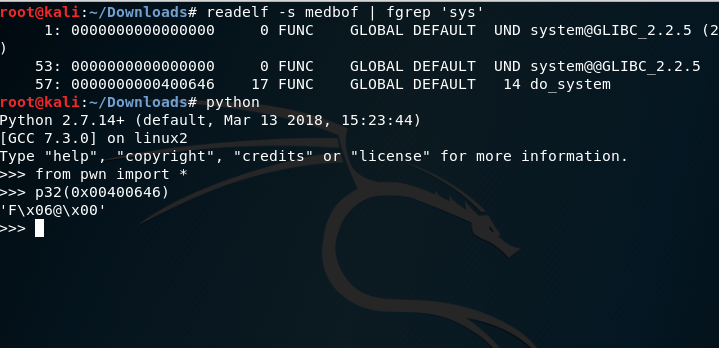 root@kali:~/Downloads# readelf -s medbof | fgrep 'sys'
     1: 0000000000000000     0 FUNC    GLOBAL DEFAULT  UND system@GLIBC_2.2.5 (2
)
    53: 0000000000000000     0 FUNC    GLOBAL DEFAULT  UND system@@GLIBC_2.2.5
    57: 0000000000400646    17 FUNC    GLOBAL DEFAULT   14 do_system
root@kali:~/Downloads# python
Python 2.7.14+ (default, Mar 13 2018, 15:23:44)
[GCC 7.3.0] on linux2
Type "help", "copyright", "credits" or "license" for more information.
>>> from pwn import *
>>> p32(0x00400646)
'F\x06@\x00'
>>>